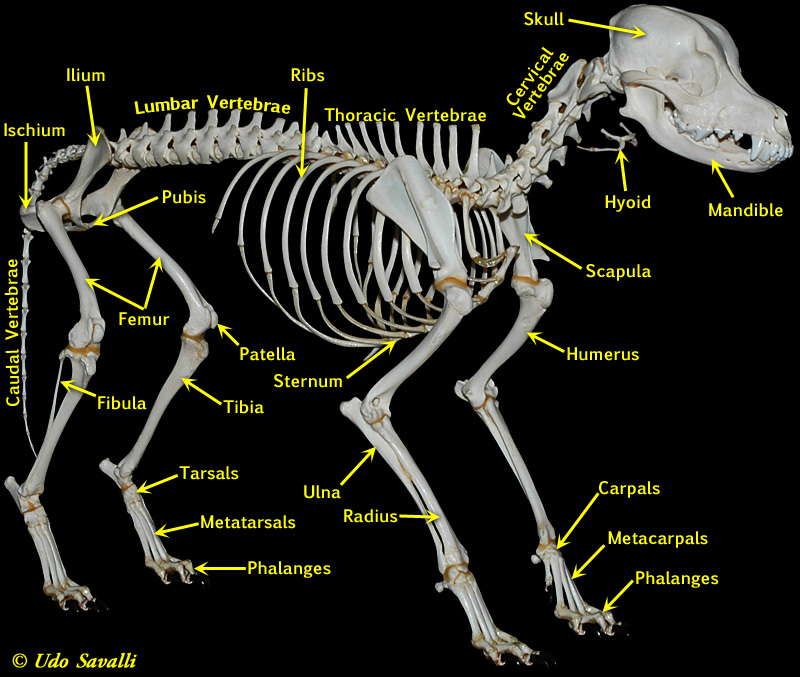 Skull
Cervical
Vertebrae
Ilium
Ribs
Lumbar Vertebrae
Thoracic Vertebrae
Ischium
Pubis
Hyoid
Mandible
Scapula
Caudal Vertebrae
Femur
Patella
Humerus
Sternum
Fibula
Tibia
Tarsals
Ulna
Carpals
Radius
Metatarsals
Metacarpals
Phalanges
Phalanges
© Udo Savalli